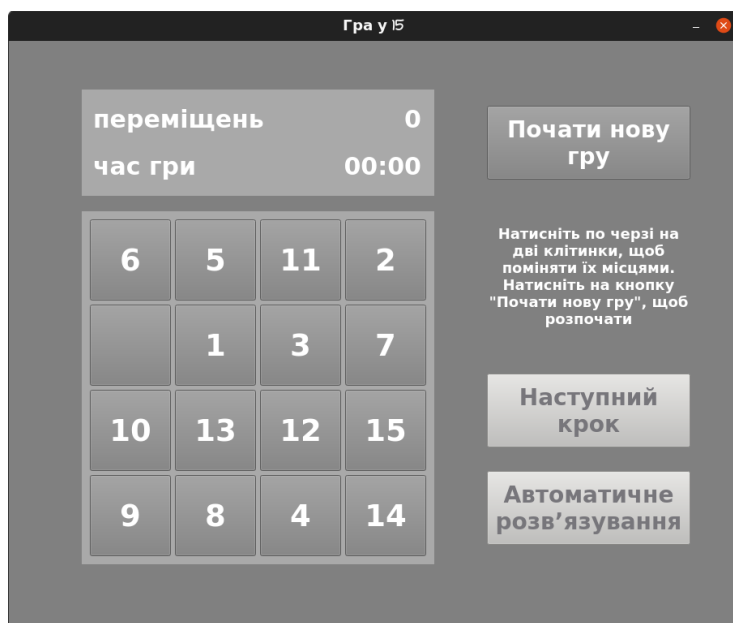 Гра у 15
переміщень 0
час гри 00:00
6 5 11 2
1 3 7
10 13 12 15
9 8 4 14
Почати нову
гру
Натисніть по черзі на
дві клітинки, щоб
поміняти їх місцями.
Натисніть на кнопку
"Почати нову гру", щоб
розпочати
Наступний
крок
Автоматичне
розв’язування